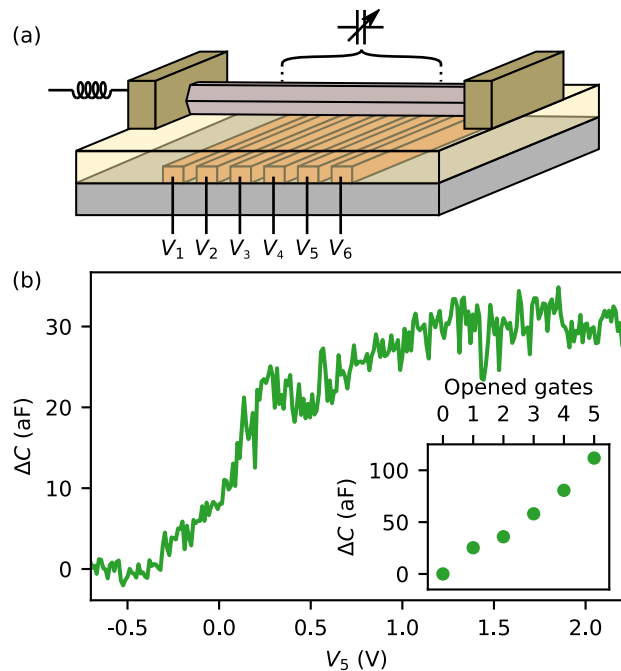 (a)
V₁ V₂ V₃ V₄ V₅ V₆
(b)
ΔC (aF)
30
20
10
0
-0.5 0.0 0.5 1.0 1.5 2.0
V₅ (V)
Opened gates
0 1 2 3 4 5
ΔC (aF)
100
50
0